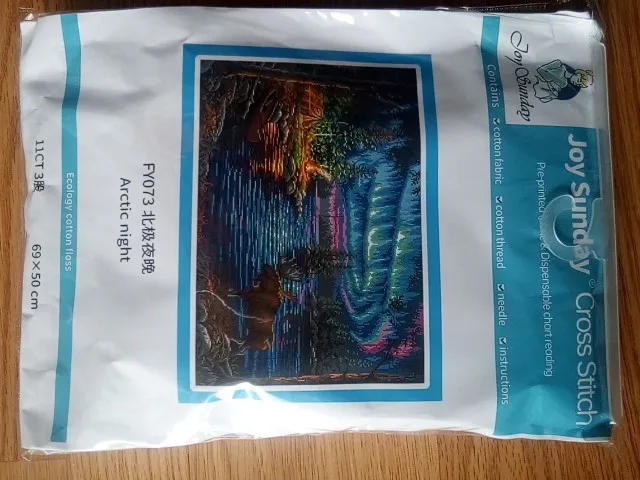 Joy Sunday
Joy Sunday® Cross Stitch
Pre-printed & Dispensable chart reading
Contains cotton fabric cotton thread needle instructions
FY073 北极夜晚
Arctic night
Ecology cotton floss
11CT 3股 69×50 cm